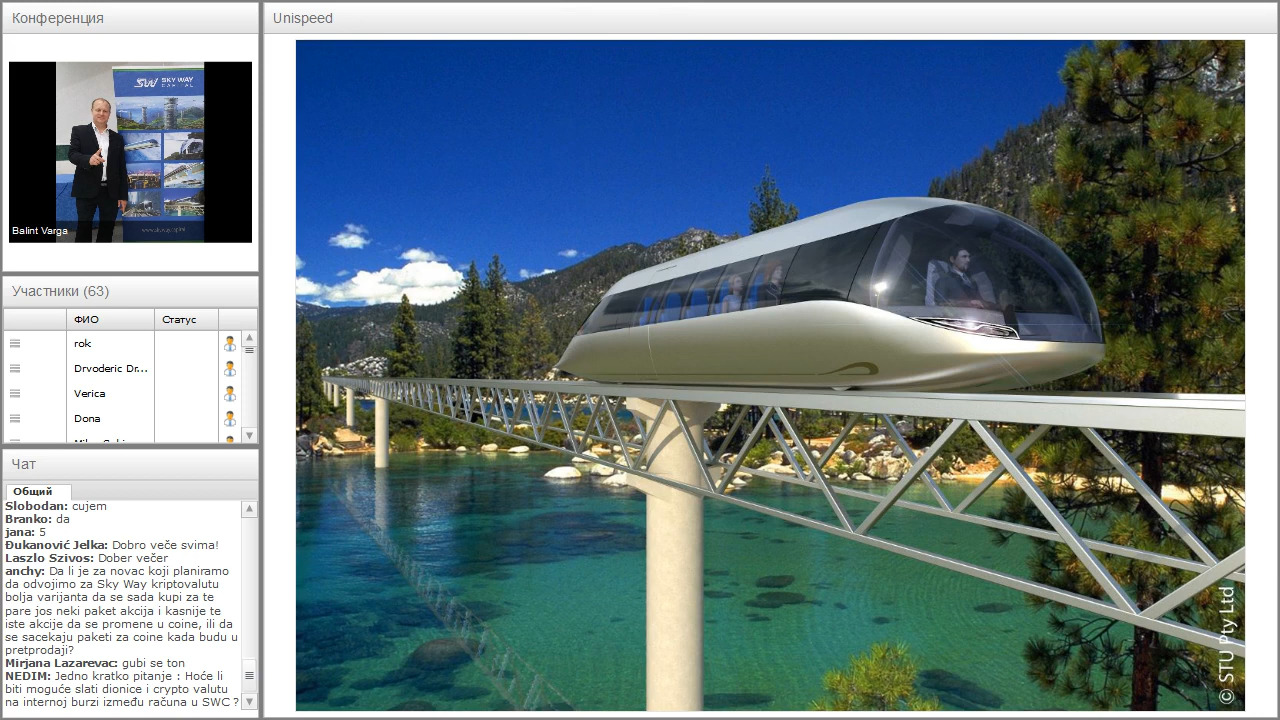 Конференция
Unispeed
SW SKY WAY
CAPITAL
Balint Varga
Участники (63)
ФИО Статус
rok
Drvodaric Dr...
Verica
Dona
Чат
Общий
Slobodan: cujem
Branko: da
jana: 5
Đukanović Jelka: Dobro veče svima!
Laszlo Szivos: Dober večer
anchy: Da li je za novac koji planiramo
da odvojimo za Sky Way kriptovalutu
bolja varijanta da se sada kupi za te
pare jos neki paket akcija i kasnije te
iste akcije da se promene u coine, ili da
se sacekaju paketi za coine kada budu u
pretprodaji?
Mirjana Lazarevac: gubi se ton
NEDIM: Jedno kratko pitanje : Hoće li
biti moguće slati dionice i crypto valutu
na internoj burzi između računa u SWC ?
© STU Pty Ltd